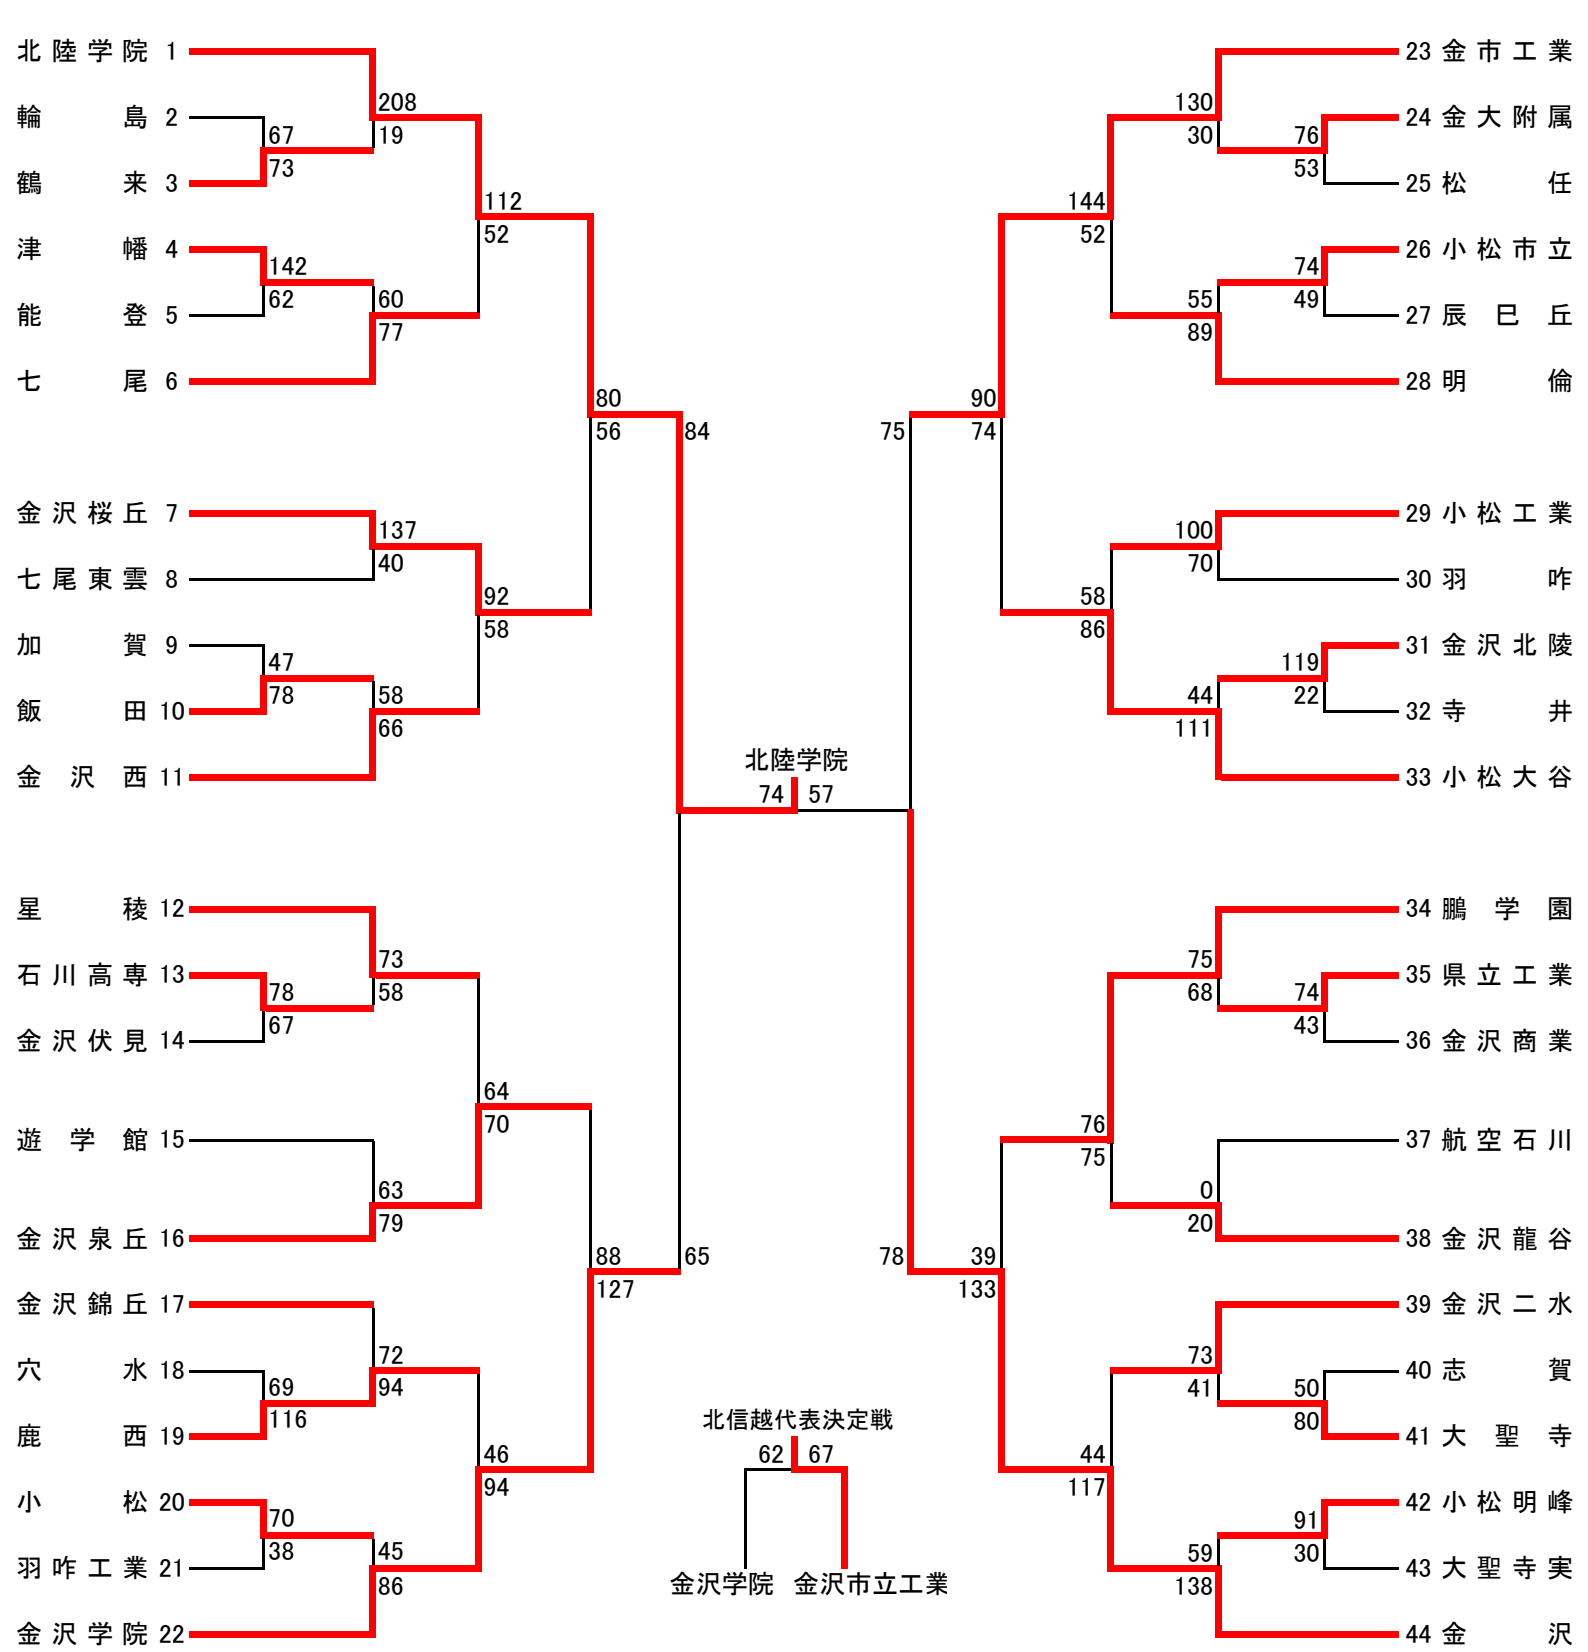 北陸学院 1
輪島 2
鶴来 3
津幡 4
能登 5
七尾 6
金沢桜丘 7
七尾東雲 8
加賀 9
飯田 10
金沢西 11
星稜 12
石川高専 13
金沢伏見 14
遊学館 15
金沢泉丘 16
金沢錦丘 17
穴水 18
鹿西 19
小松 20
羽咋工業 21
金沢学院 22
67
73
142
62
47
78
78
67
69
116
70
38
208
19
60
77
137
40
58
66
73
58
63
79
72
94
45
86
112
52
92
58
64
70
46
94
80
56
88
127
84
65
北陸学院
74 57
北信越代表決定戦
62 67
金沢学院 金沢市立工業
75
78
90
74
39
133
144
52
58
86
76
75
44
117
130
30
55
89
100
70
44
111
75
68
0
20
73
41
59
138
76
53
74
49
119
22
74
43
50
80
91
30
23 金市工業
24 金大附属
25 松任
26 小松市立
27 辰巳丘
28 明倫
29 小松工業
30 羽咋
31 金沢北陵
32 寺井
33 小松大谷
34 鵬学園
35 県立工業
36 金沢商業
37 航空石川
38 金沢龍谷
39 金沢二水
40 志賀
41 大聖寺
42 小松明峰
43 大聖寺実
44 金沢